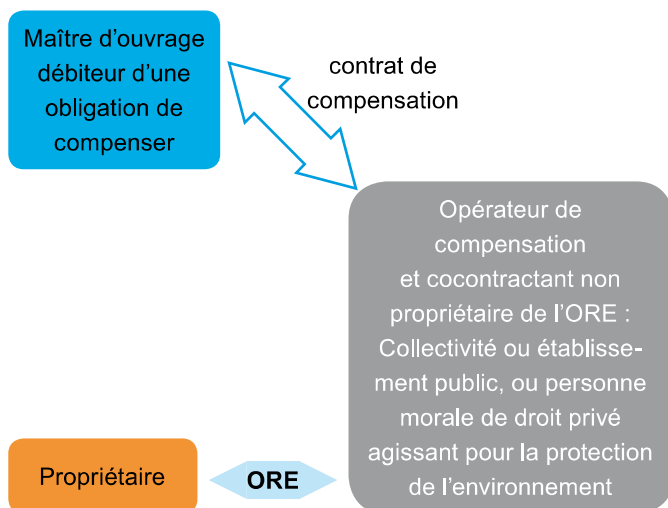 Maître d'ouvrage
débiteur d'une
obligation de
compenser
contrat de
compensation
Opérateur de
compensation
et cocontractant non
propriétaire de l'ORE :
Collectivité ou établisse-
ment public, ou personne
morale de droit privé
agissant pour la protection
de l'environnement
Propriétaire
ORE